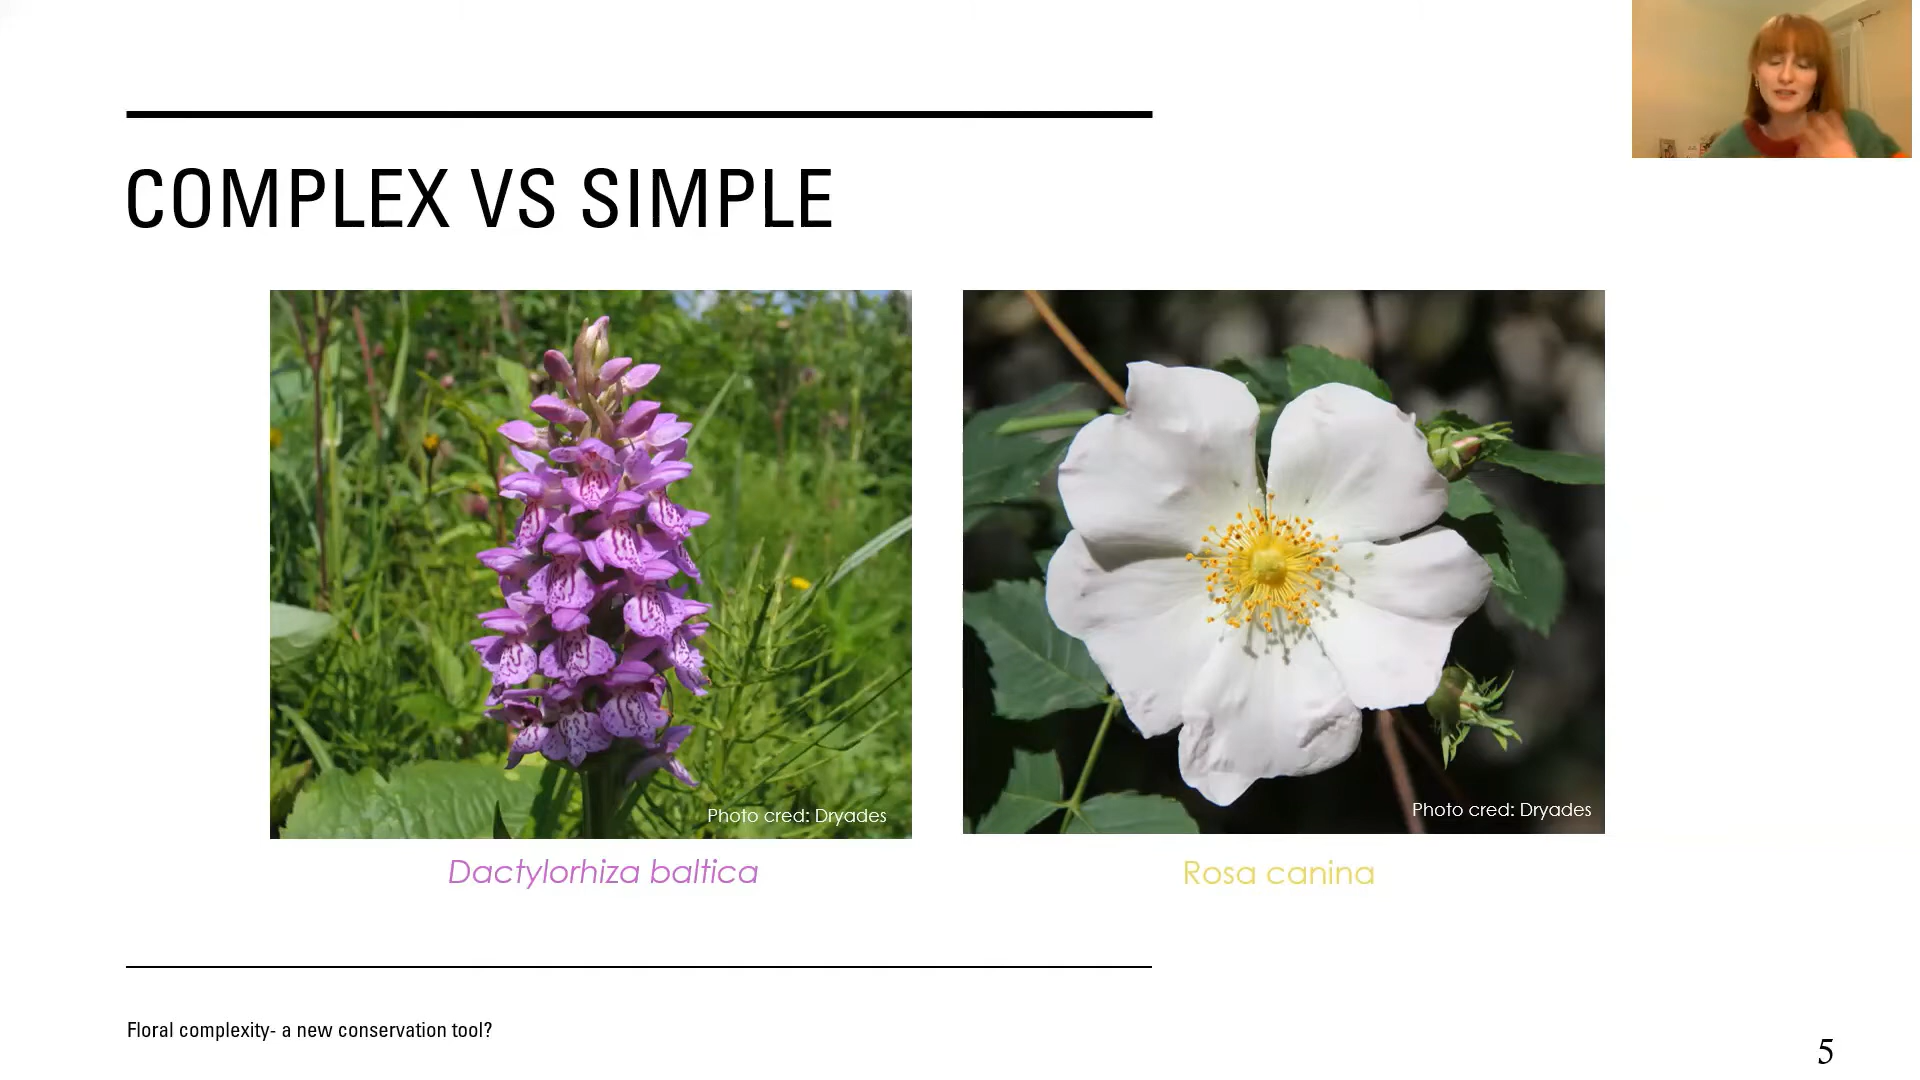 COMPLEX VS SIMPLE
Photo cred: Dryades
Photo cred: Dryades
Dactylorhiza baltica
Rosa canina
Floral complexity- a new conservation tool?
5